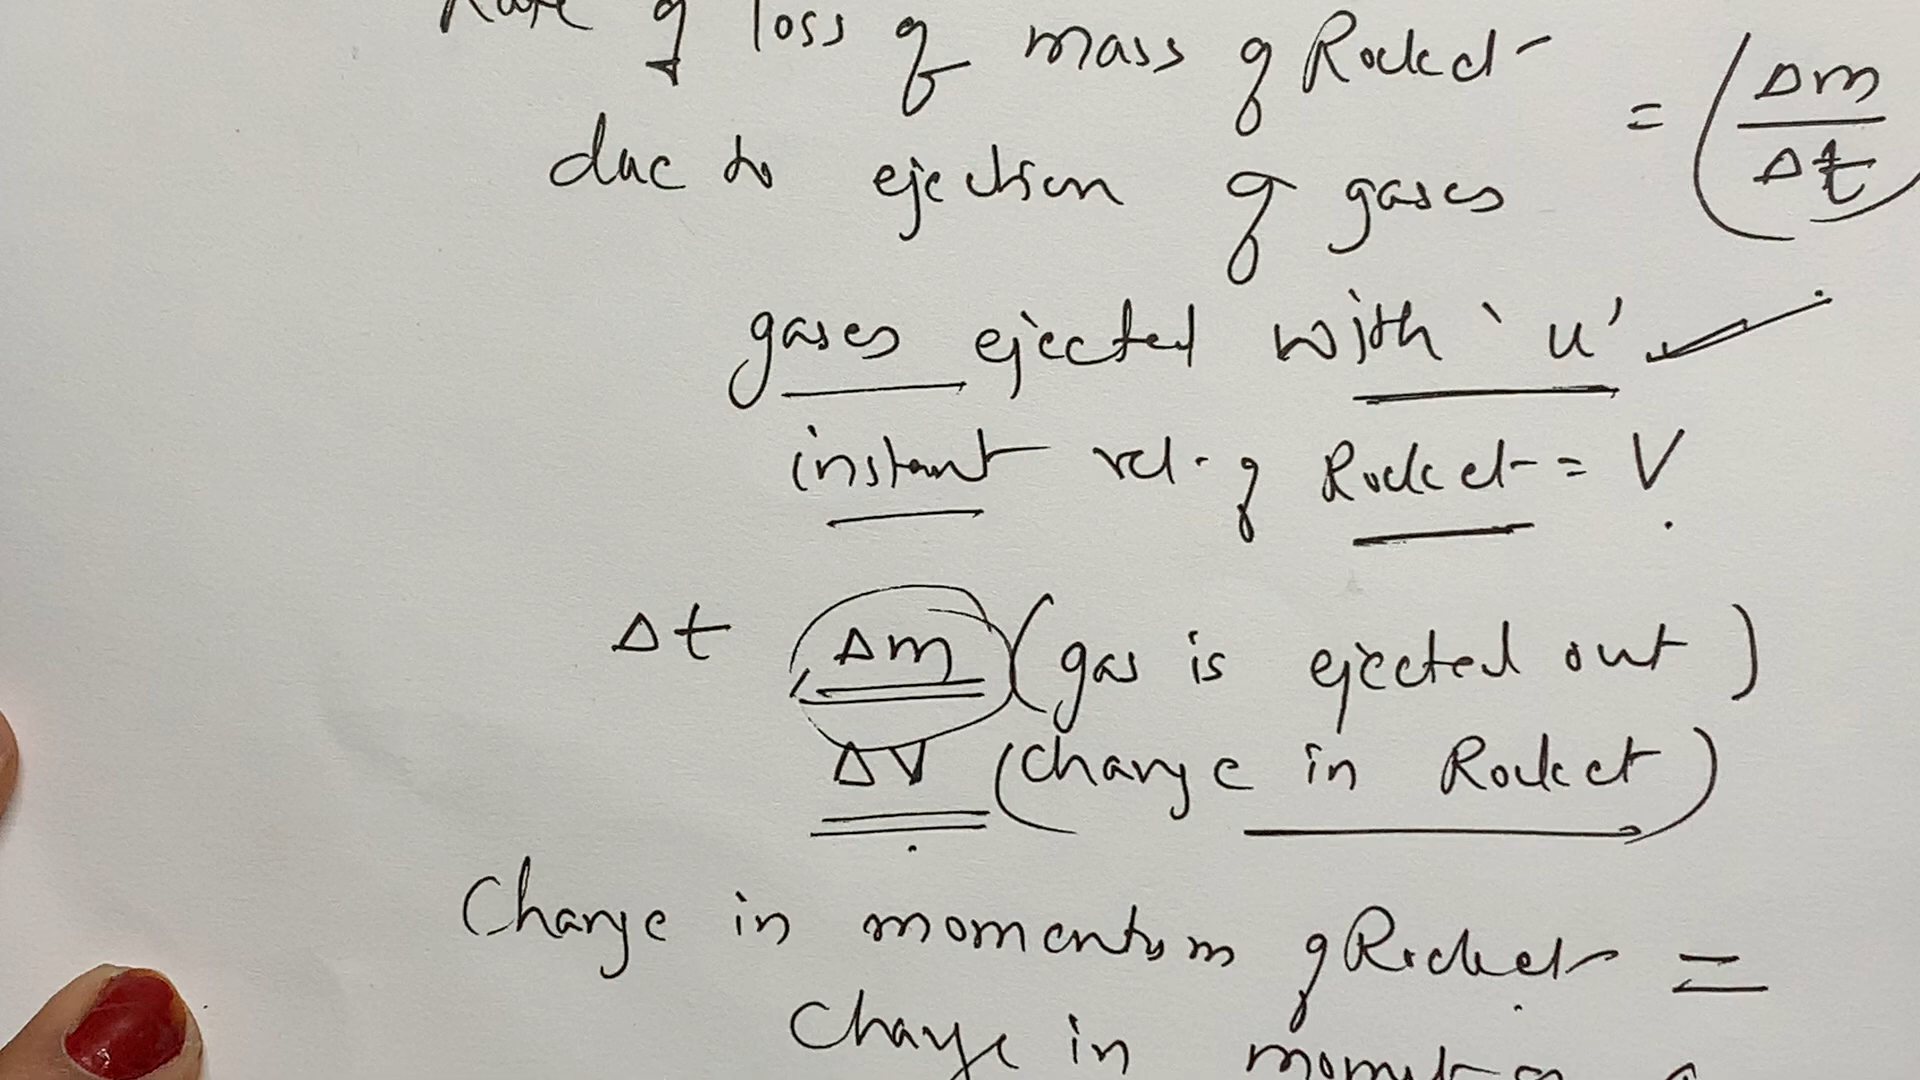 Rate of loss of mass of Rocket
due to ejection of gases = (Δm/Δt)
gases ejected with 'u'
instant vel. of Rocket = V
Δt Δm (gas is ejected out)
ΔV (change in Rocket)
Change in momentum of Rocket =
Change in